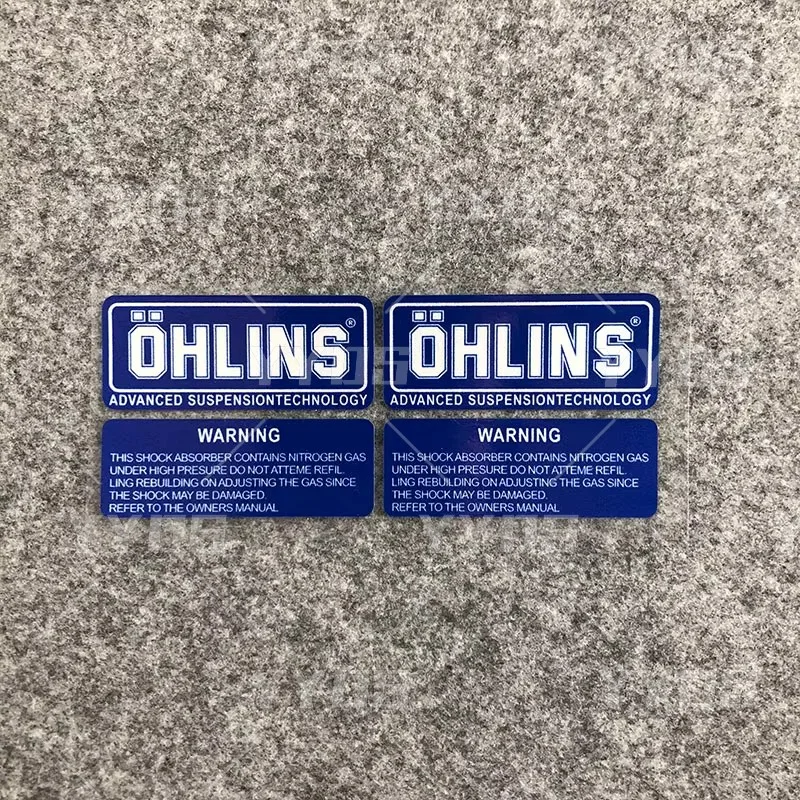 ÖHLINS®
ADVANCED SUSPENSIONTECHNOLOGY
WARNING
THIS SHOCK ABSORBER CONTAINS NITROGEN GAS
UNDER HIGH PRESURE DO NOT ATTEME REFIL.
LING REBUILDING ON ADJUSTING THE GAS SINCE
THE SHOCK MAY BE DAMAGED.
REFER TO THE OWNERS MANUAL
ÖHLINS®
ADVANCED SUSPENSIONTECHNOLOGY
WARNING
THIS SHOCK ABSORBER CONTAINS NITROGEN GAS
UNDER HIGH PRESURE DO NOT ATTEME REFIL.
LING REBUILDING ON ADJUSTING THE GAS SINCE
THE SHOCK MAY BE DAMAGED.
REFER TO THE OWNERS MANUAL